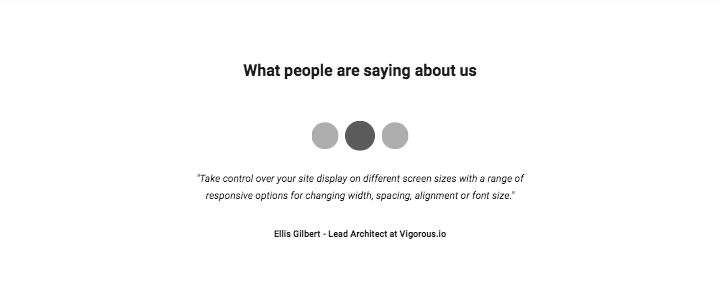 What people are saying about us
"Take control over your site display on different screen sizes with a range of
responsive options for changing width, spacing, alignment or font size."
Ellis Gilbert - Lead Architect at Vigorous.io